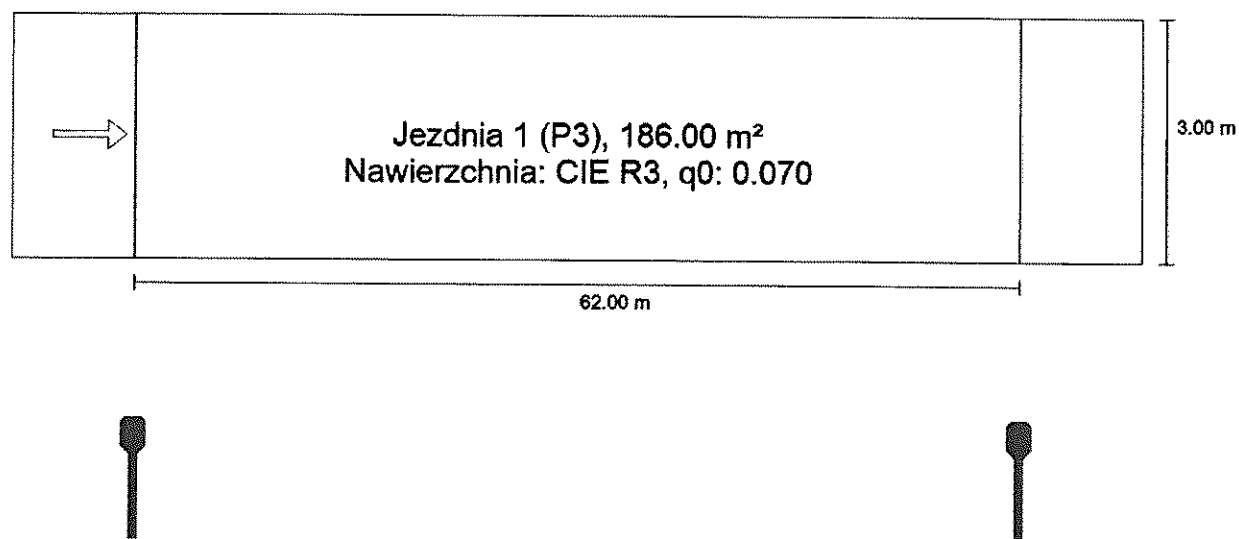 Jezdnia 1 (P3), 186.00 m²
Nawierzchnia: CIE R3, q0: 0.070
3.00 m
62.00 m